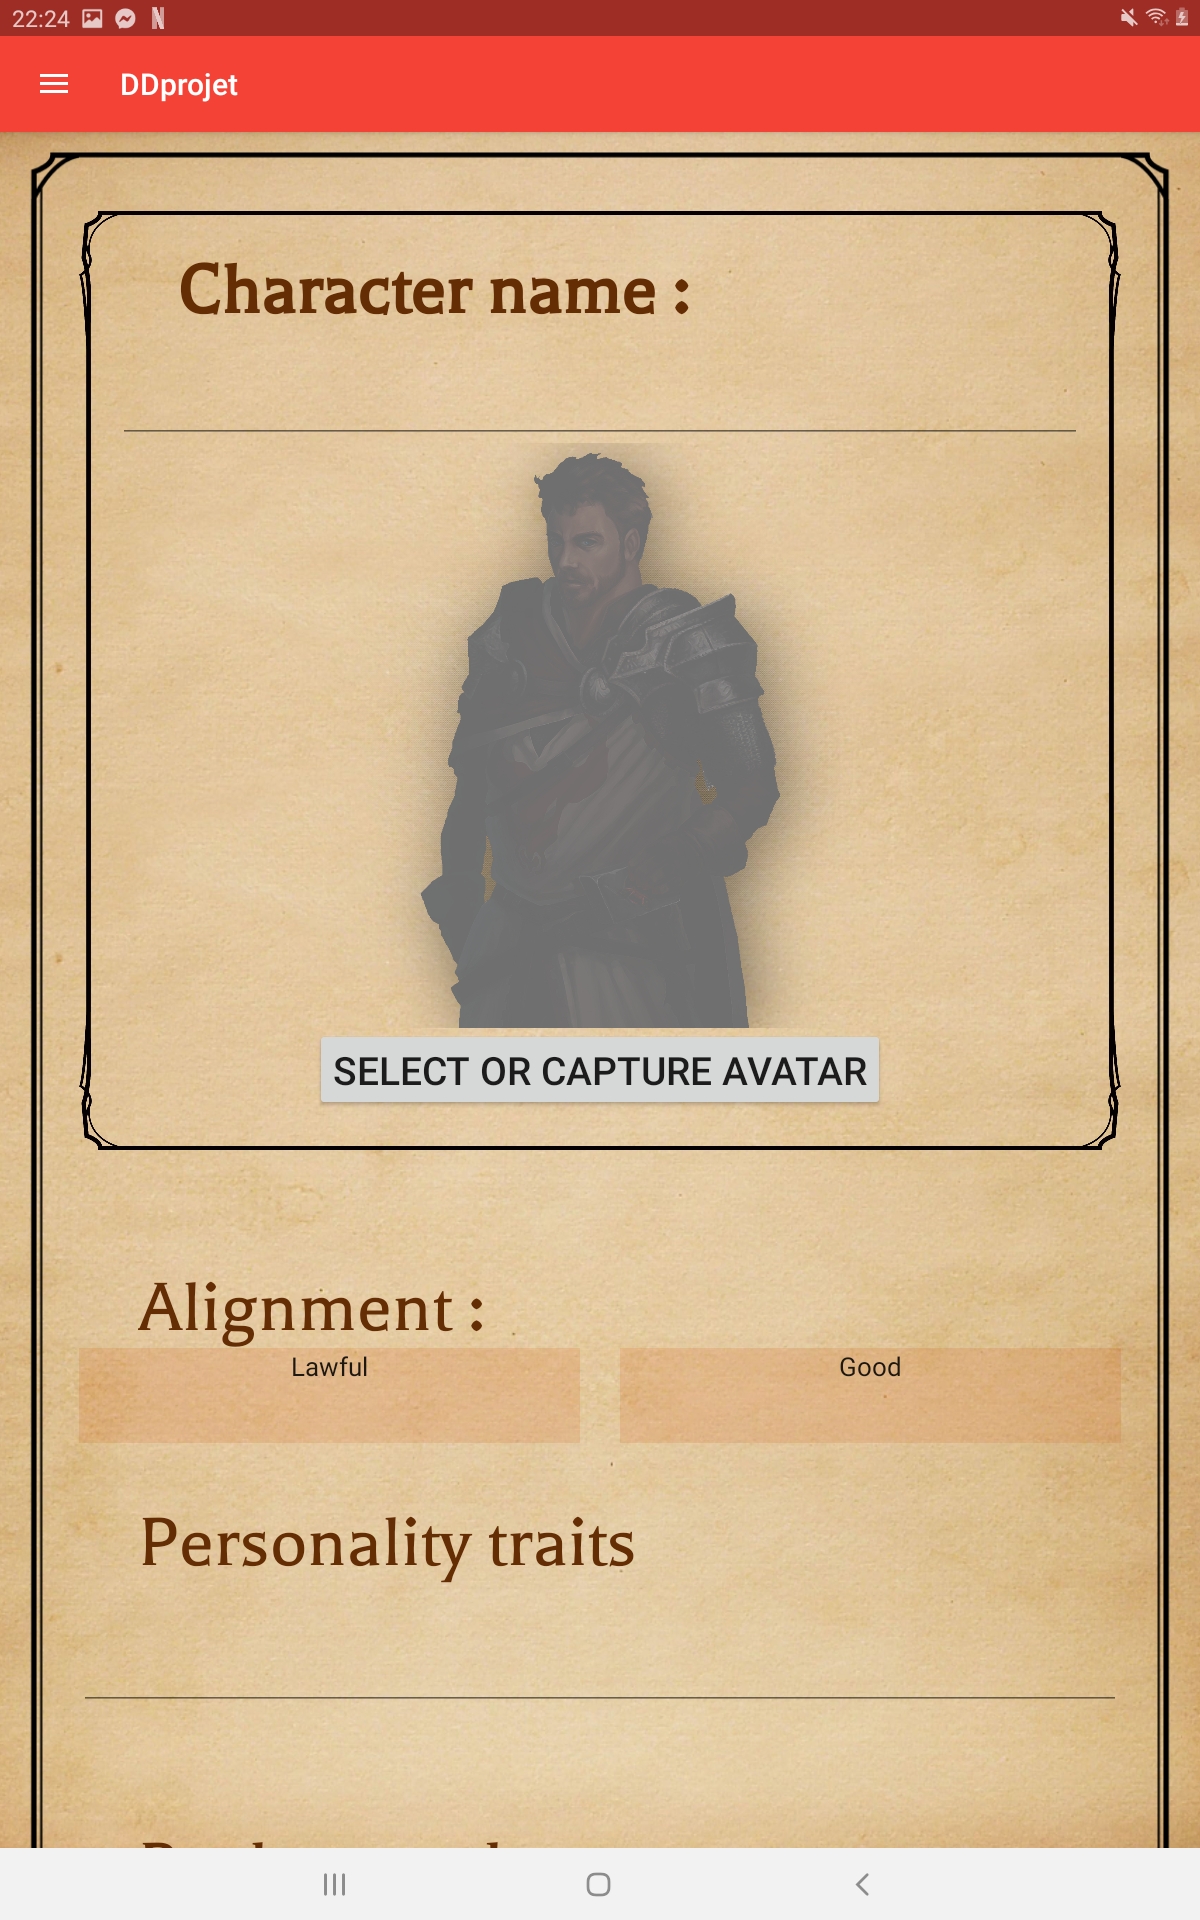 22:24
DDprojet
Character name :
SELECT OR CAPTURE AVATAR
Alignment :
Lawful
Good
Personality traits